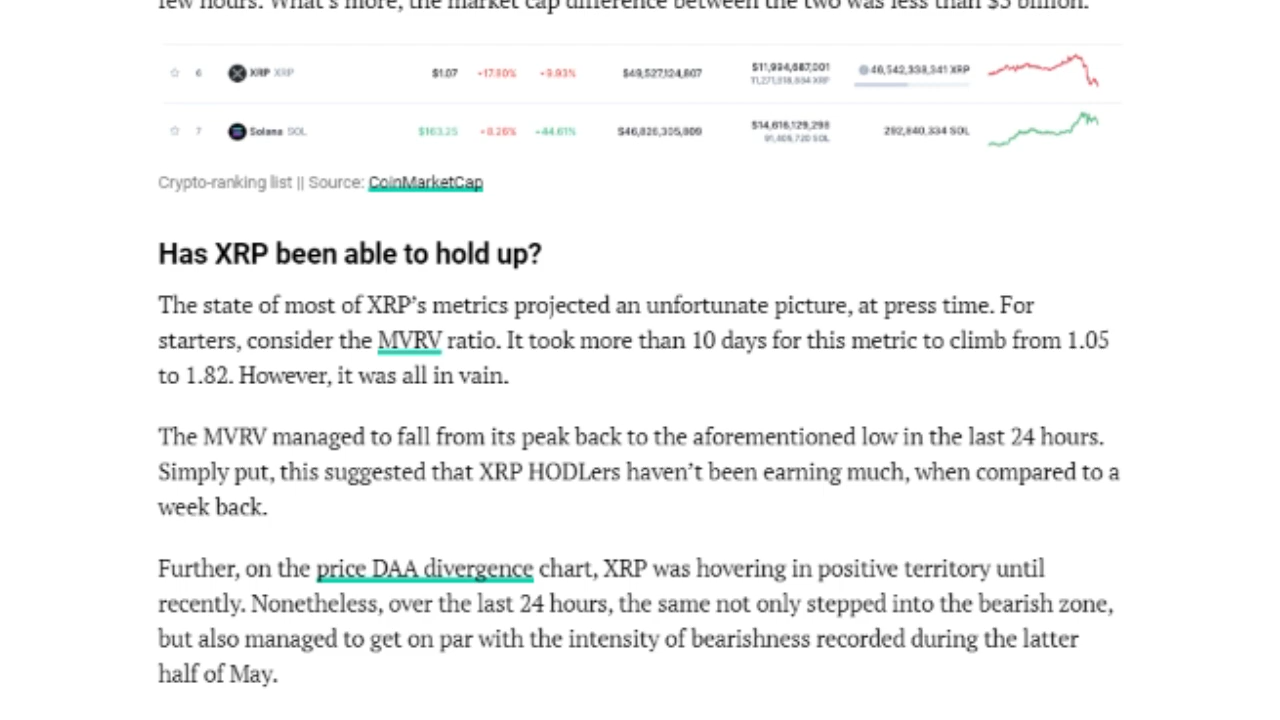 few hours. What's more, the market cap difference between the two was less than $5 billion.
6 XRP XRP $1.07 -17.80% -9.93% $49,527,124,807 $11,994,687,001 46,542,338,341 XRP
7 Solana SOL $163.25 -8.26% -44.61% $46,826,305,809 $14,616,129,298 292,840,334 SOL
Crypto-ranking list || Source: CoinMarketCap
Has XRP been able to hold up?
The state of most of XRP's metrics projected an unfortunate picture, at press time. For
starters, consider the MVRV ratio. It took more than 10 days for this metric to climb from 1.05
to 1.82. However, it was all in vain.
The MVRV managed to fall from its peak back to the aforementioned low in the last 24 hours.
Simply put, this suggested that XRP HODLers haven't been earning much, when compared to a
week back.
Further, on the price DAA divergence chart, XRP was hovering in positive territory until
recently. Nonetheless, over the last 24 hours, the same not only stepped into the bearish zone,
but also managed to get on par with the intensity of bearishness recorded during the latter
half of May.